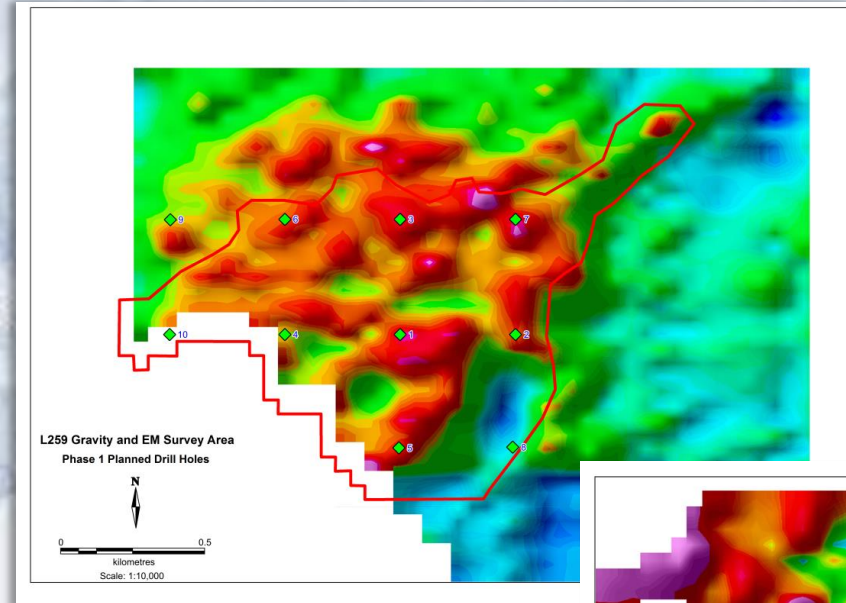 9
6
3
7
10
4
1
2
5
8
L259 Gravity and EM Survey Area
Phase 1 Planned Drill Holes
N
0 0.5
kilometres
Scale: 1:10,000